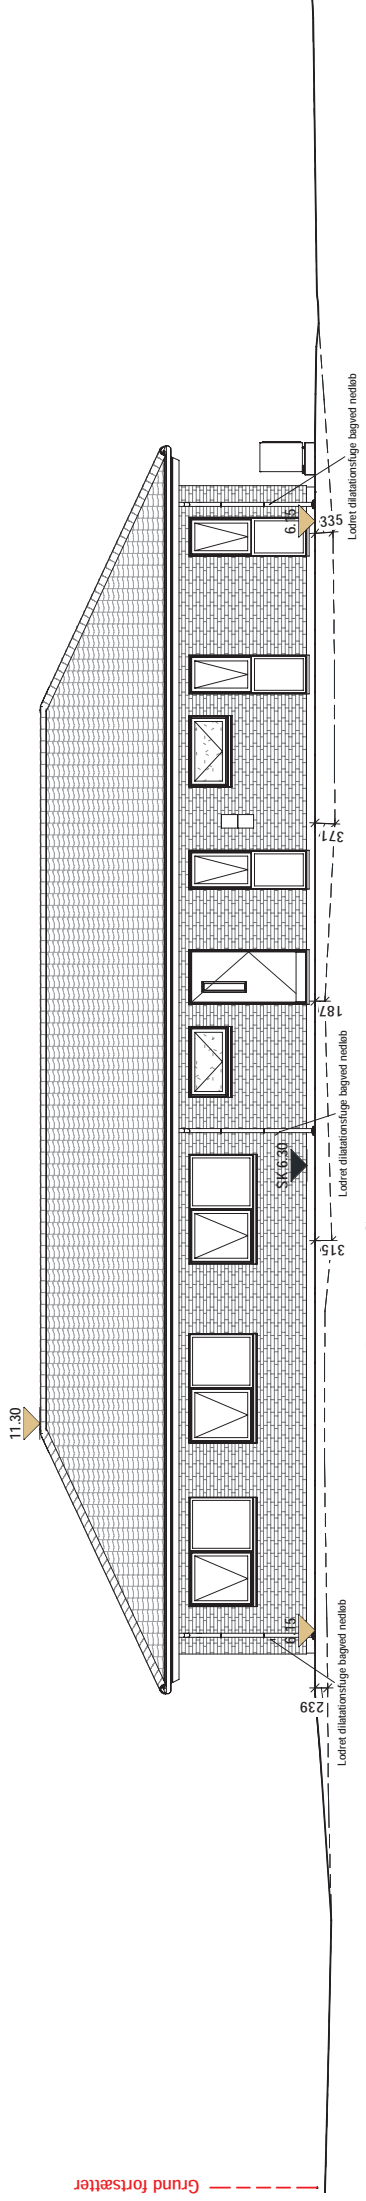 Grund fortsætter
11.30
6.15
239
Lodret dilatationsfuge bagved nedløb
SK 6.30
315
Lodret dilatationsfuge bagved nedløb
187
371
6.15
335
Lodret dilatationsfuge bagved nedløb